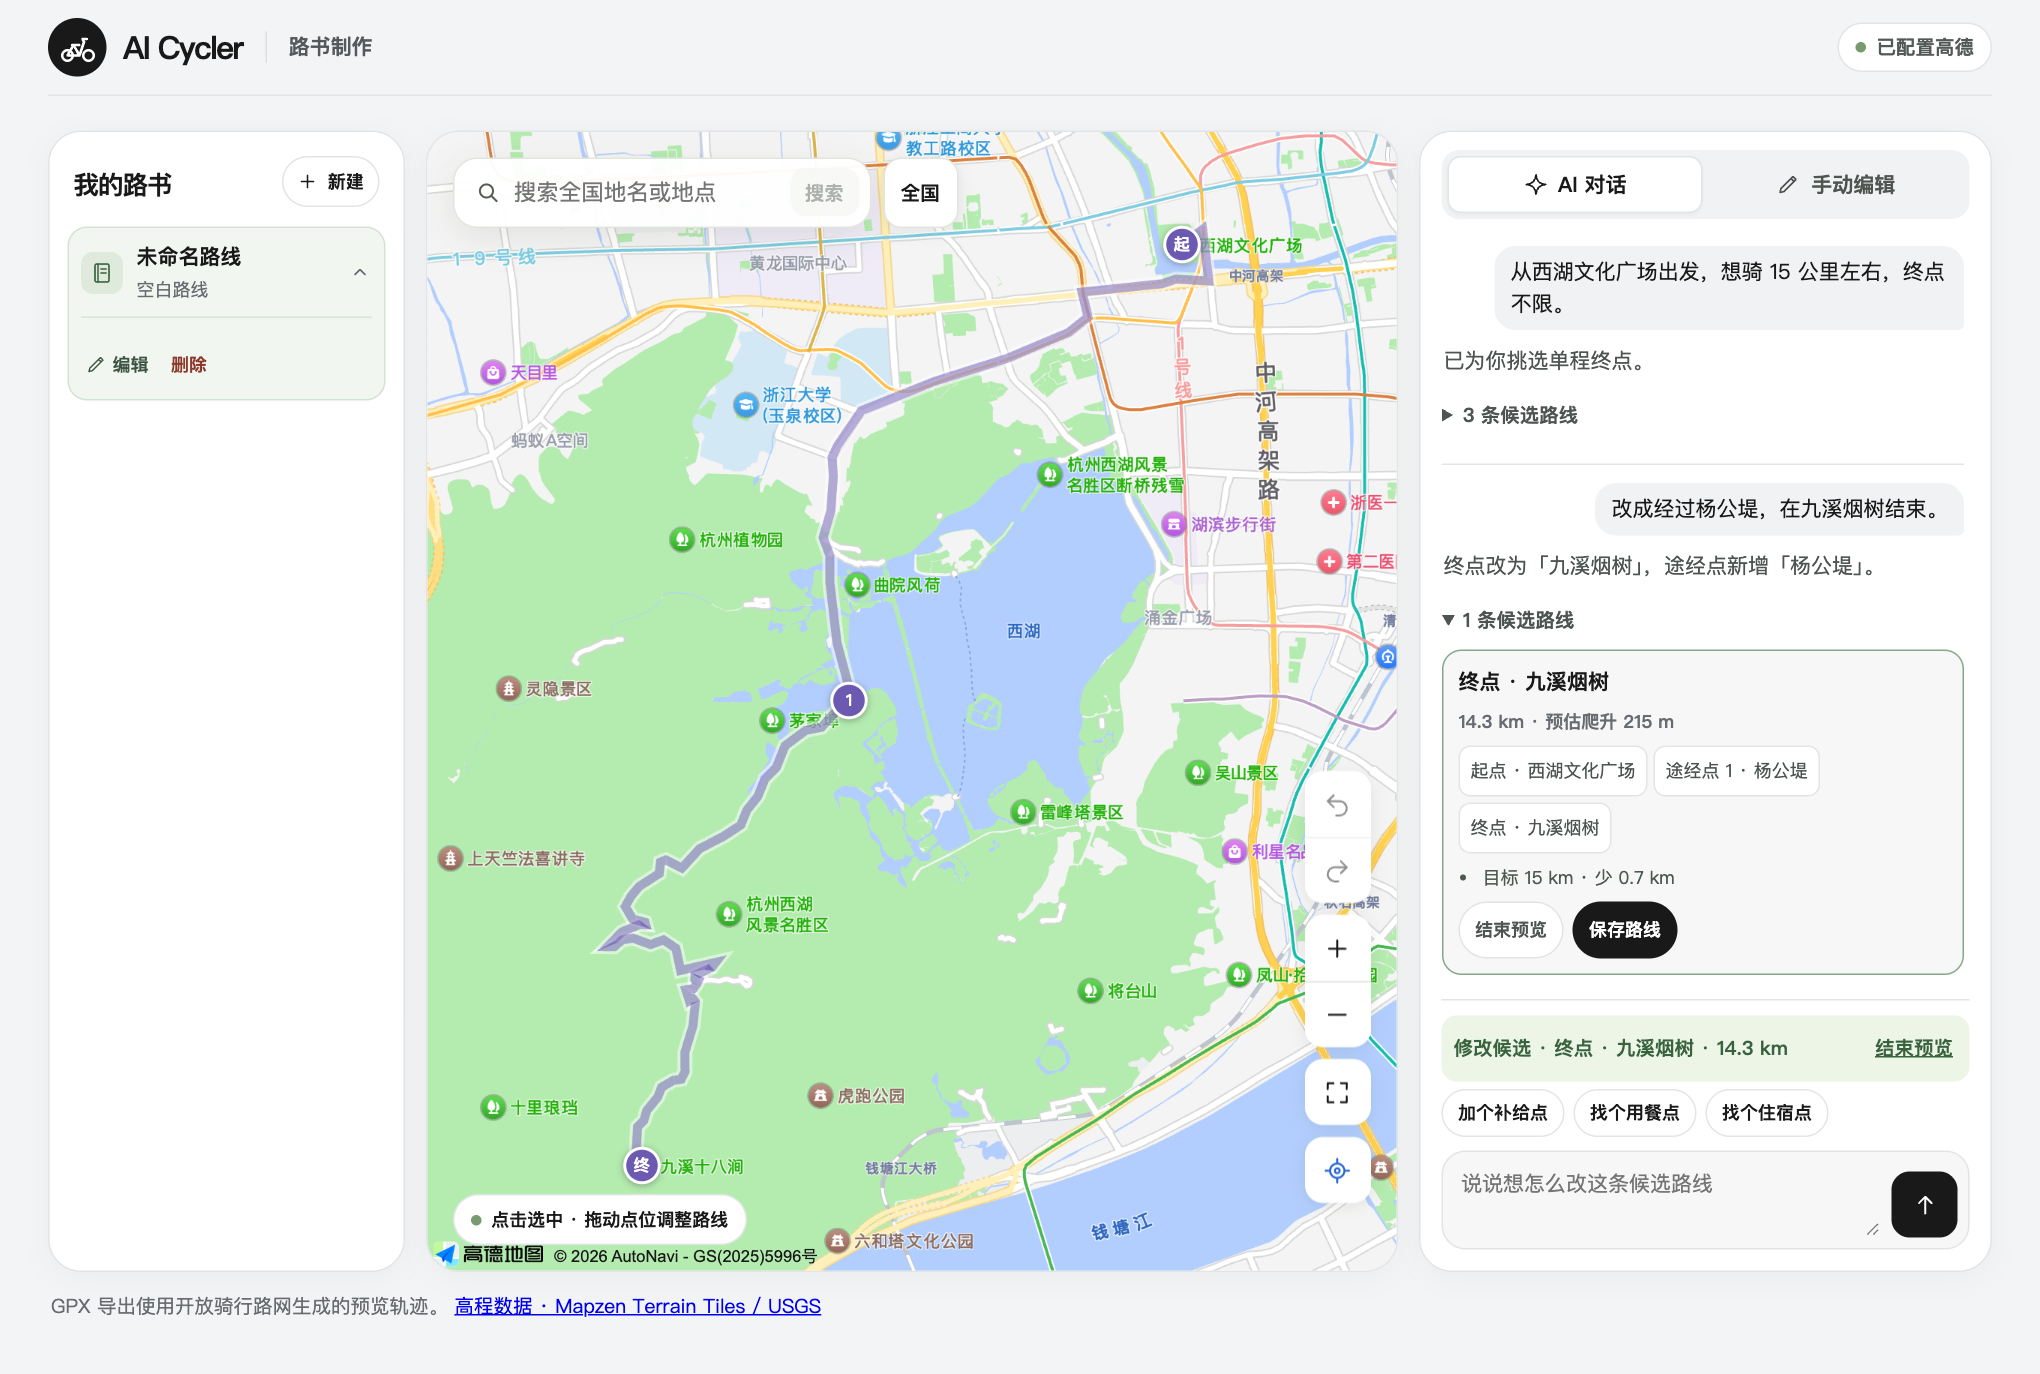 AI Cycler
路书制作
已配置高德
我的路书
新建
未命名路线
空白路线
编辑
删除
搜索全国地名或地点
搜索
全国
教工路校区
19号线
黄龙国际中心
起
西湖文化广场
中河高架
天目里
浙江大学
(玉泉校区)
蚂蚁A空间
1号线
中河高架路
杭州西湖风景
名胜区断桥残雪
湖滨步行街
浙医一
第二医
杭州植物园
曲院风荷
西湖
涌金广场
清
灵隐景区
1
茅家埠
吴山景区
雷峰塔景区
利星名品
上天竺法喜讲寺
杭州西湖
风景名胜区
将台山
虎跑公园
十里琅珰
终
九溪十八涧
钱塘江大桥
钱塘江
六和塔文化公园
点击选中 · 拖动点位调整路线
高德地图
© 2026 AutoNavi - GS(2025)5996号
AI 对话
手动编辑
从西湖文化广场出发，想骑 15 公里左右，终点
不限。
已为你挑选单程终点。
3 条候选路线
改成经过杨公堤，在九溪烟树结束。
终点改为「九溪烟树」，途经点新增「杨公堤」。
1 条候选路线
终点 · 九溪烟树
14.3 km · 预估爬升 215 m
起点 · 西湖文化广场
途经点 1 · 杨公堤
终点 · 九溪烟树
• 目标 15 km · 少 0.7 km
结束预览
保存路线
修改候选 · 终点 · 九溪烟树 · 14.3 km
结束预览
加个补给点
找个用餐点
找个住宿点
说说想怎么改这条候选路线
GPX 导出使用开放骑行路网生成的预览轨迹。
高程数据 · Mapzen Terrain Tiles / USGS